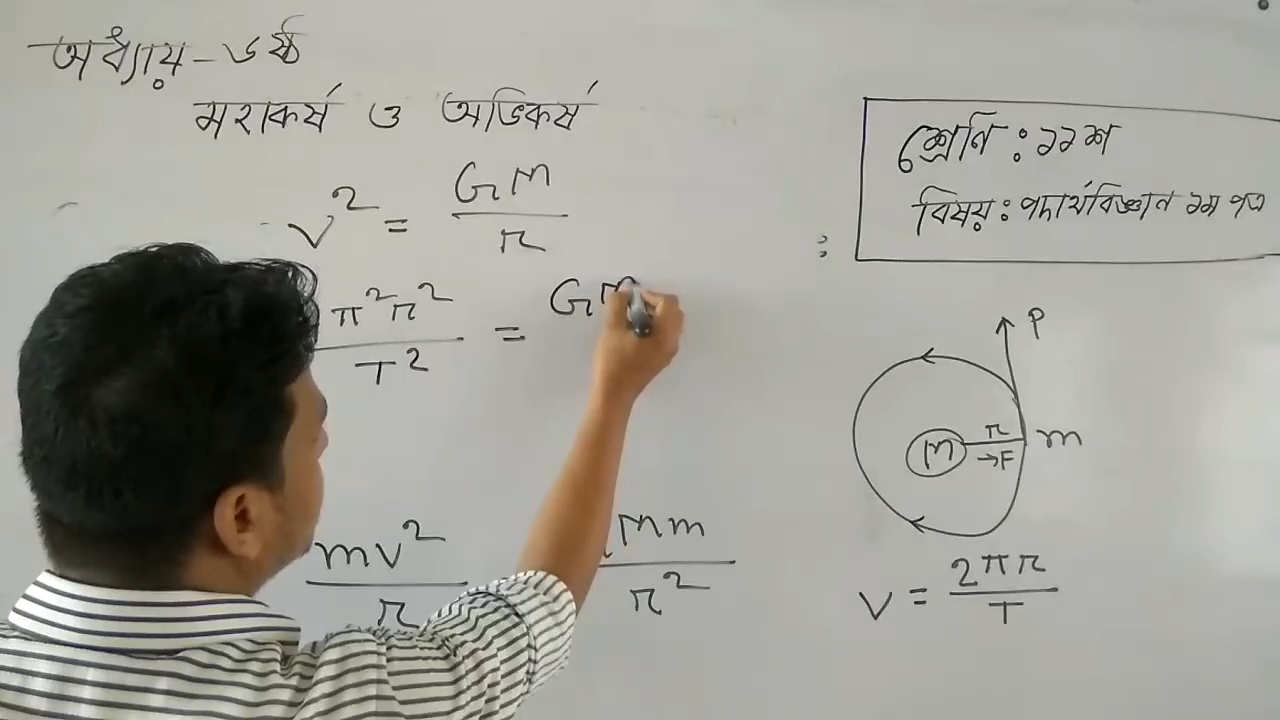 অধ্যায় - ৬ষ্ঠ
মহাকর্ষ ও অভিকর্ষ
শ্রেণি : ১১শ
বিষয় : পদার্থবিজ্ঞান ১ম পত্র
v² = GM/r
π²r²/T² = GM
mv²/r
Mm/r²
P
M r m
→F
v = 2πr/T